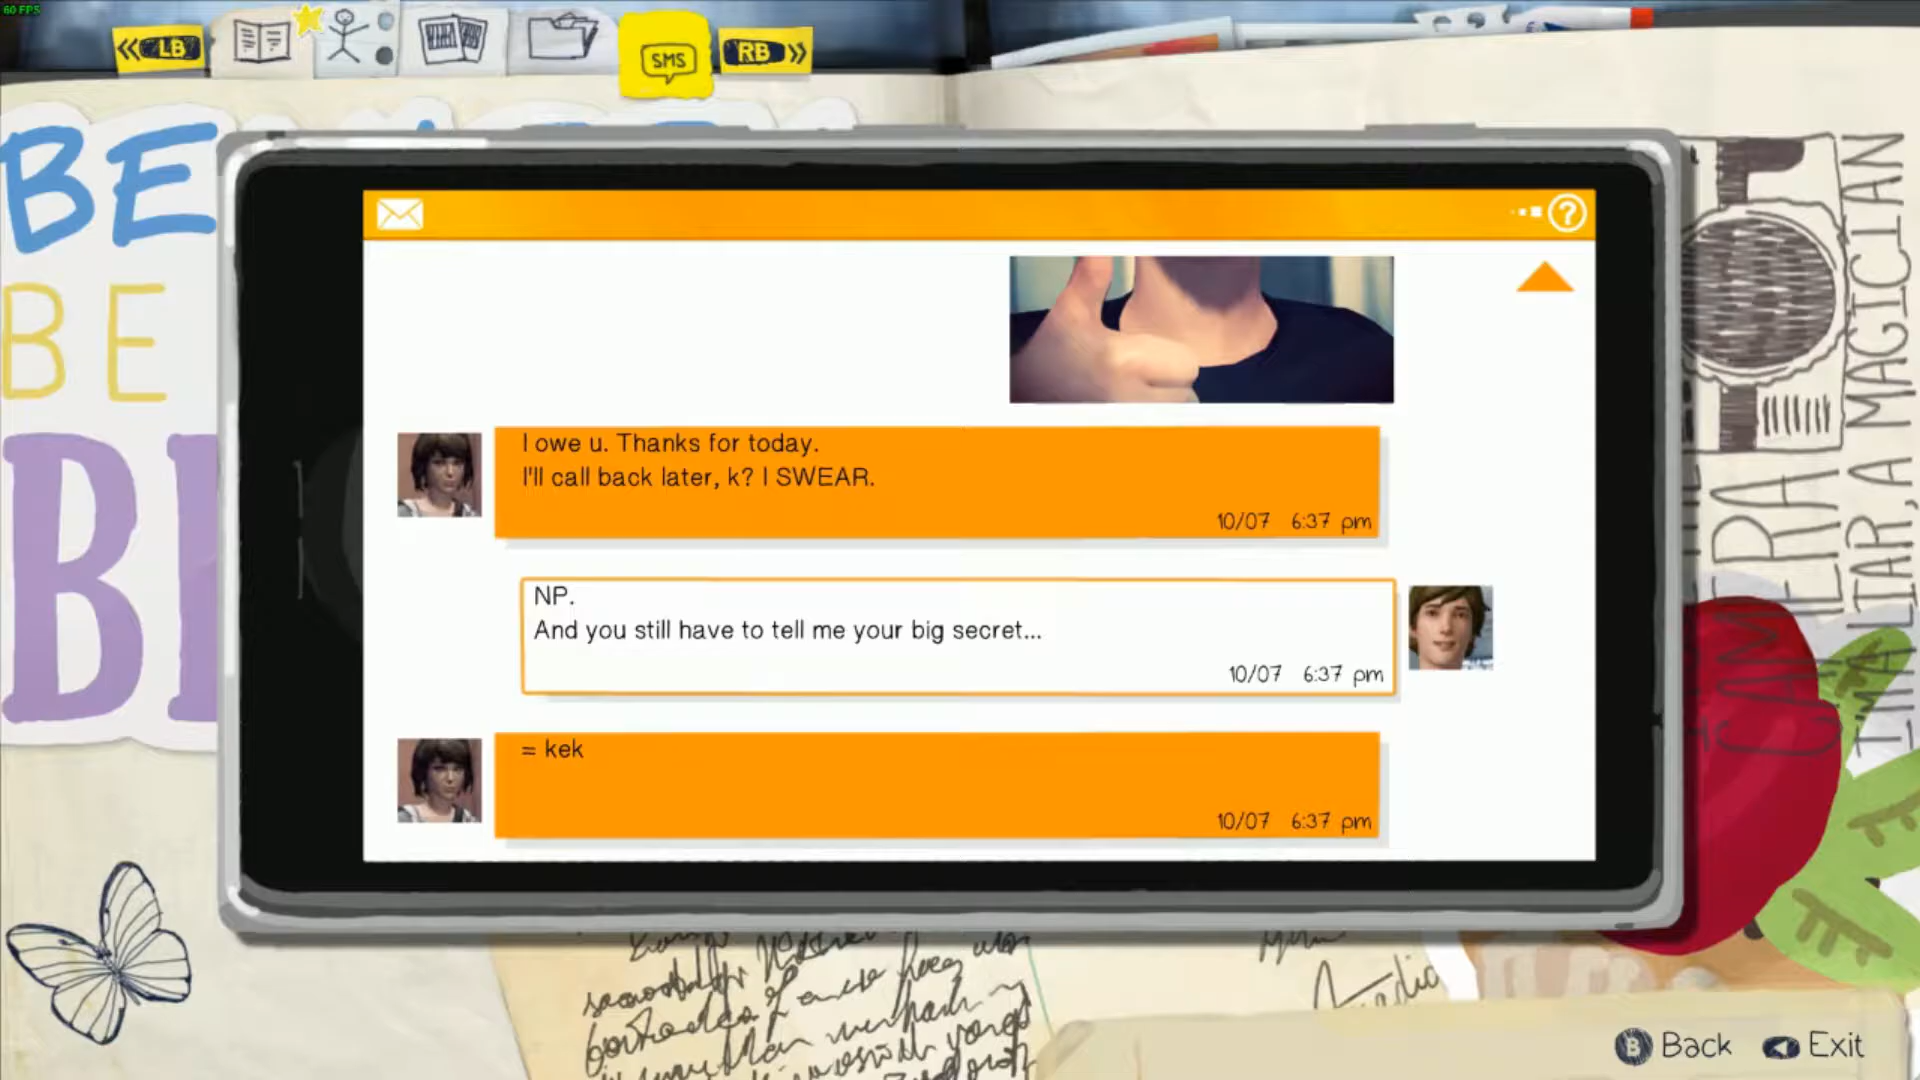 60 FPS
LB
SMS
RB
BE
BE
I owe u. Thanks for today.
I'll call back later, k? I SWEAR.
10/07 6:37 pm
NP.
And you still have to tell me your big secret...
10/07 6:37 pm
= kek
10/07 6:37 pm
CAMERA
I'M A LIAR, A MAGICIAN
B Back
Exit